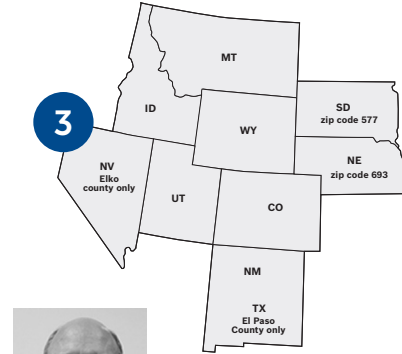 MT
ID
SD
zip code 577
3
WY
NV
Elko
county only
NE
zip code 693
UT
CO
NM
TX
El Paso
County only